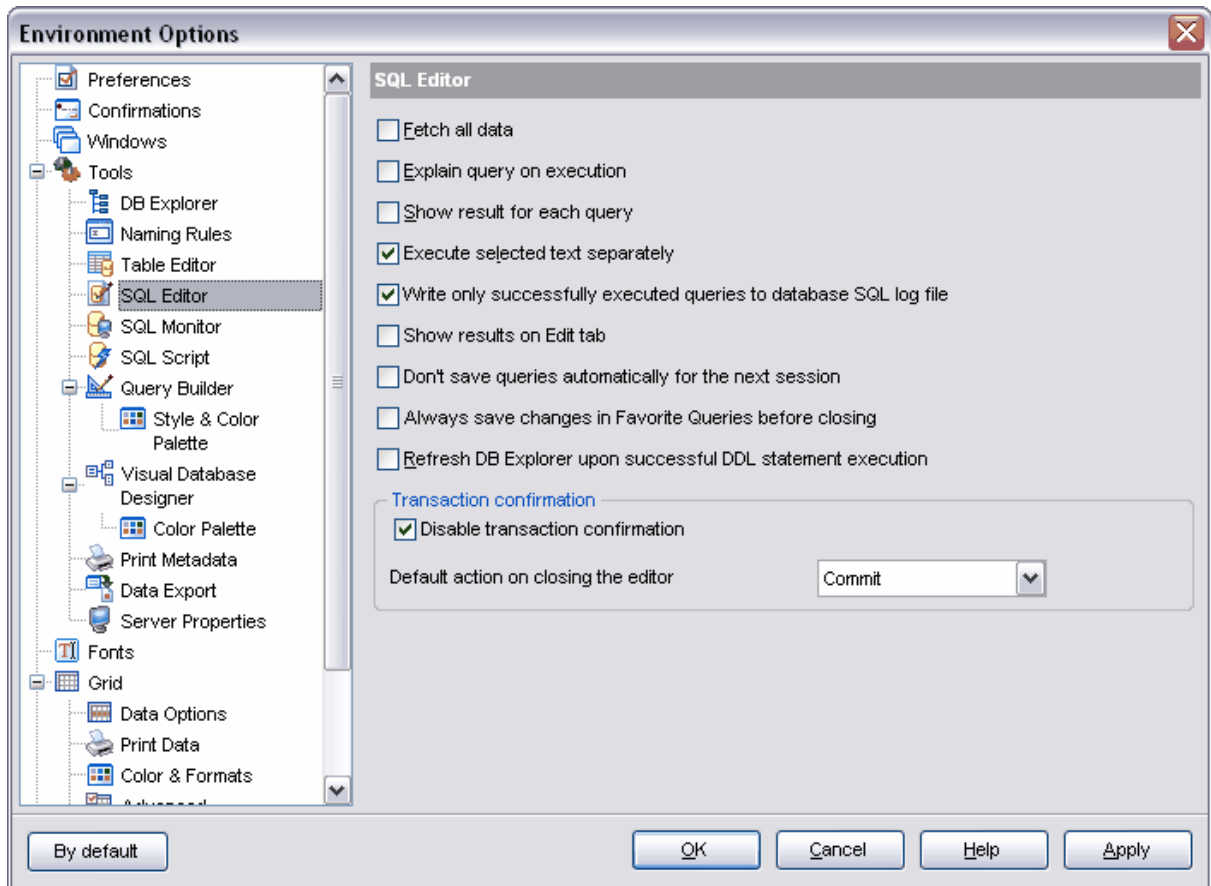 Environment Options
Preferences
Confirmations
Windows
Tools
DB Explorer
Naming Rules
Table Editor
SQL Editor
SQL Monitor
SQL Script
Query Builder
Style & Color
Palette
Visual Database
Designer
Color Palette
Print Metadata
Data Export
Server Properties
Fonts
Grid
Data Options
Print Data
Color & Formats
SQL Editor
Fetch all data
Explain query on execution
Show result for each query
Execute selected text separately
Write only successfully executed queries to database SQL log file
Show results on Edit tab
Don't save queries automatically for the next session
Always save changes in Favorite Queries before closing
Refresh DB Explorer upon successful DDL statement execution
Transaction confirmation
Disable transaction confirmation
Default action on closing the editor
Commit
By default
OK
Cancel
Help
Apply